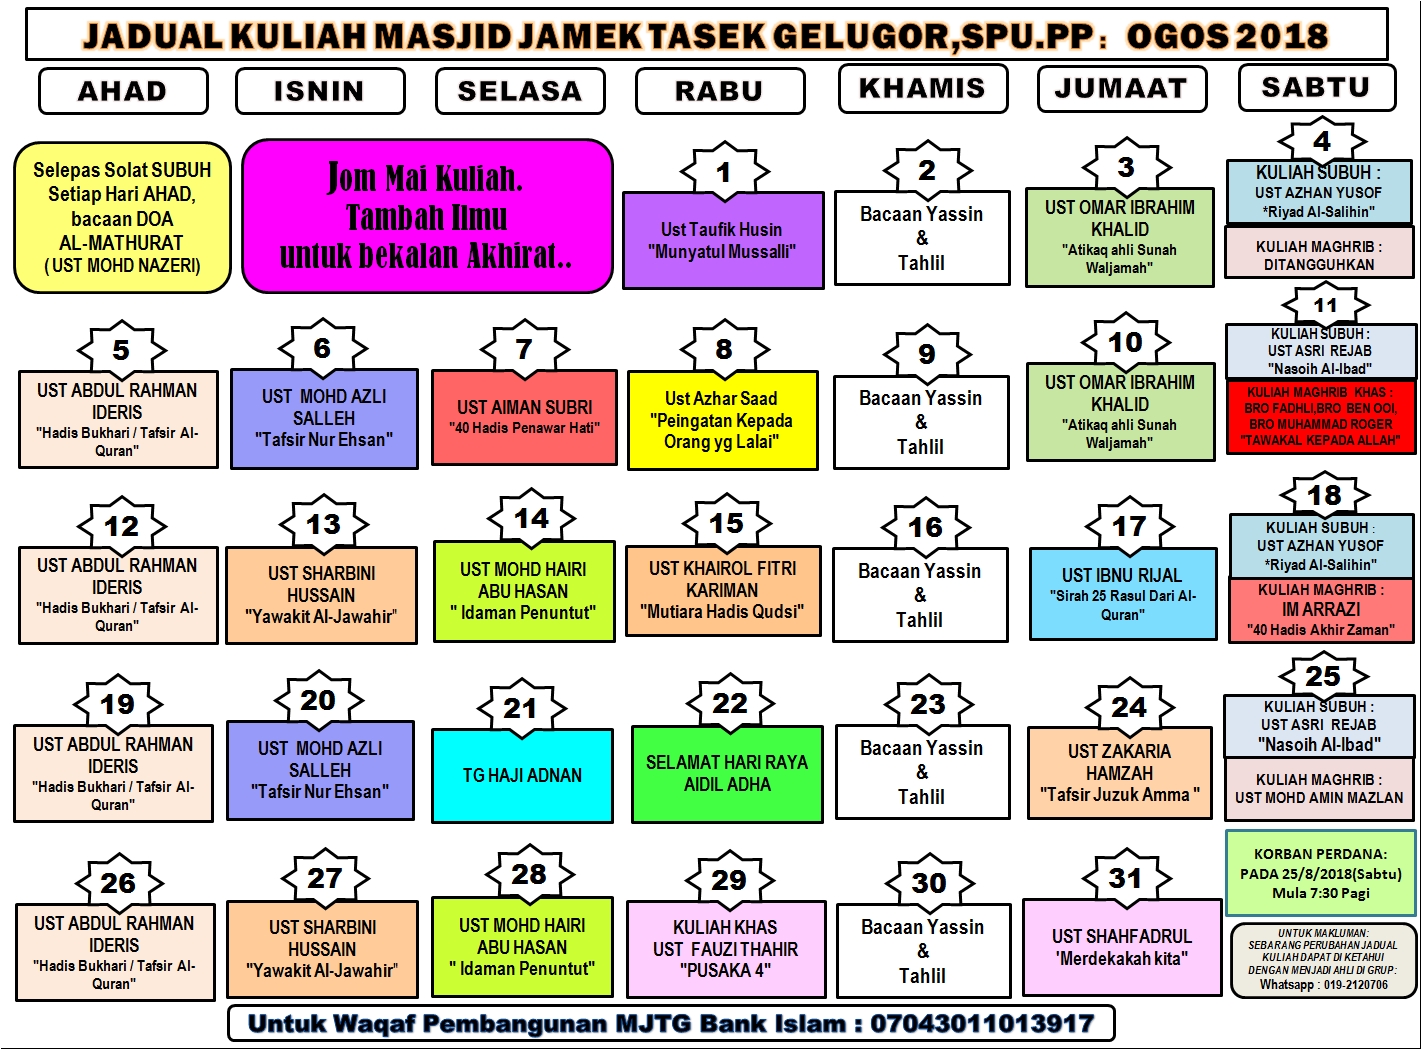 JADUAL KULIAH MASJID JAMEK TASEK GELUGOR,SPU.PP : OGOS 2018
AHAD
ISNIN
SELASA
RABU
KHAMIS
JUMAAT
SABTU
Selepas Solat SUBUH
Setiap Hari AHAD,
bacaan DOA
AL-MATHURAT
( UST MOHD NAZERI)
Jom Mai Kuliah.
Tambah Ilmu
untuk bekalan Akhirat..
1
Ust Taufik Husin
"Munyatul Mussalli"
2
Bacaan Yassin
&
Tahlil
3
UST OMAR IBRAHIM
KHALID
"Atikaq ahli Sunah
Waljamah"
4
KULIAH SUBUH :
UST AZHAN YUSOF
*Riyad Al-Salihin"
KULIAH MAGHRIB :
DITANGGUHKAN
5
UST ABDUL RAHMAN
IDERIS
"Hadis Bukhari / Tafsir Al-
Quran"
6
UST MOHD AZLI
SALLEH
"Tafsir Nur Ehsan"
7
UST AIMAN SUBRI
"40 Hadis Penawar Hati"
8
Ust Azhar Saad
"Peingatan Kepada
Orang yg Lalai"
9
Bacaan Yassin
&
Tahlil
10
UST OMAR IBRAHIM
KHALID
"Atikaq ahli Sunah
Waljamah"
11
KULIAH SUBUH :
UST ASRI REJAB
"Nasoih Al-Ibad"
KULIAH MAGHRIB KHAS :
BRO FADHLI,BRO BEN OOI,
BRO MUHAMMAD ROGER
"TAWAKAL KEPADA ALLAH"
12
UST ABDUL RAHMAN
IDERIS
"Hadis Bukhari / Tafsir Al-
Quran"
13
UST SHARBINI
HUSSAIN
"Yawakit Al-Jawahir"
14
UST MOHD HAIRI
ABU HASAN
" Idaman Penuntut"
15
UST KHAIROL FITRI
KARIMAN
"Mutiara Hadis Qudsi"
16
Bacaan Yassin
&
Tahlil
17
UST IBNU RIJAL
"Sirah 25 Rasul Dari Al-
Quran"
18
KULIAH SUBUH :
UST AZHAN YUSOF
*Riyad Al-Salihin"
KULIAH MAGHRIB :
IM ARRAZI
"40 Hadis Akhir Zaman"
19
UST ABDUL RAHMAN
IDERIS
"Hadis Bukhari / Tafsir Al-
Quran"
20
UST MOHD AZLI
SALLEH
"Tafsir Nur Ehsan"
21
TG HAJI ADNAN
22
SELAMAT HARI RAYA
AIDIL ADHA
23
Bacaan Yassin
&
Tahlil
24
UST ZAKARIA
HAMZAH
"Tafsir Juzuk Amma "
25
KULIAH SUBUH :
UST ASRI REJAB
"Nasoih Al-Ibad"
KULIAH MAGHRIB :
UST MOHD AMIN MAZLAN
26
UST ABDUL RAHMAN
IDERIS
"Hadis Bukhari / Tafsir Al-
Quran"
27
UST SHARBINI
HUSSAIN
"Yawakit Al-Jawahir"
28
UST MOHD HAIRI
ABU HASAN
" Idaman Penuntut"
29
KULIAH KHAS
UST FAUZI THAHIR
"PUSAKA 4"
30
Bacaan Yassin
&
Tahlil
31
UST SHAHFADRUL
'Merdekakah kita"
KORBAN PERDANA:
PADA 25/8/2018(Sabtu)
Mula 7:30 Pagi
UNTUK MAKLUMAN:
SEBARANG PERUBAHAN JADUAL
KULIAH DAPAT DI KETAHUI
DENGAN MENJADI AHLI DI GRUP:
Whatsapp : 019-2120706
Untuk Waqaf Pembangunan MJTG Bank Islam : 07043011013917